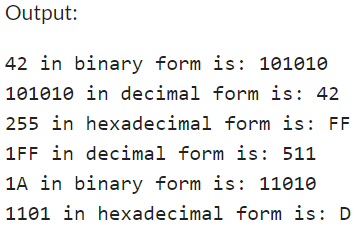 Output:
42 in binary form is: 101010
101010 in decimal form is: 42
255 in hexadecimal form is: FF
1FF in decimal form is: 511
1A in binary form is: 11010
1101 in hexadecimal form is: D